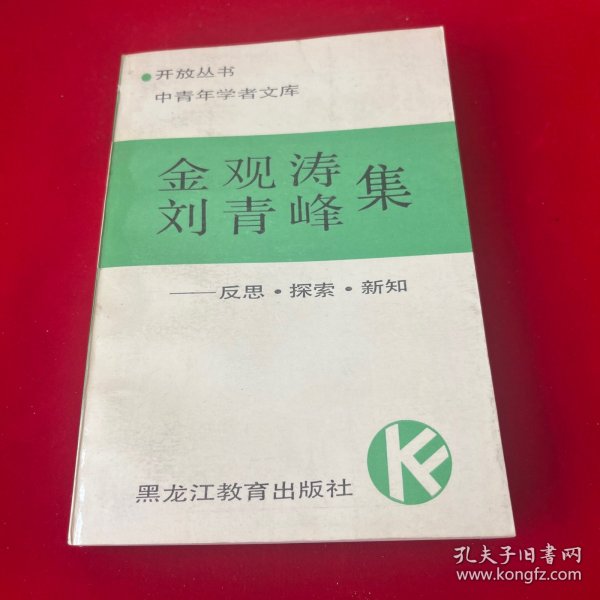 开放丛书
中青年学者文库
金观涛
刘青峰 集
——反思·探索·新知
KF
黑龙江教育出版社
孔夫子旧书网
www.kongfz.com